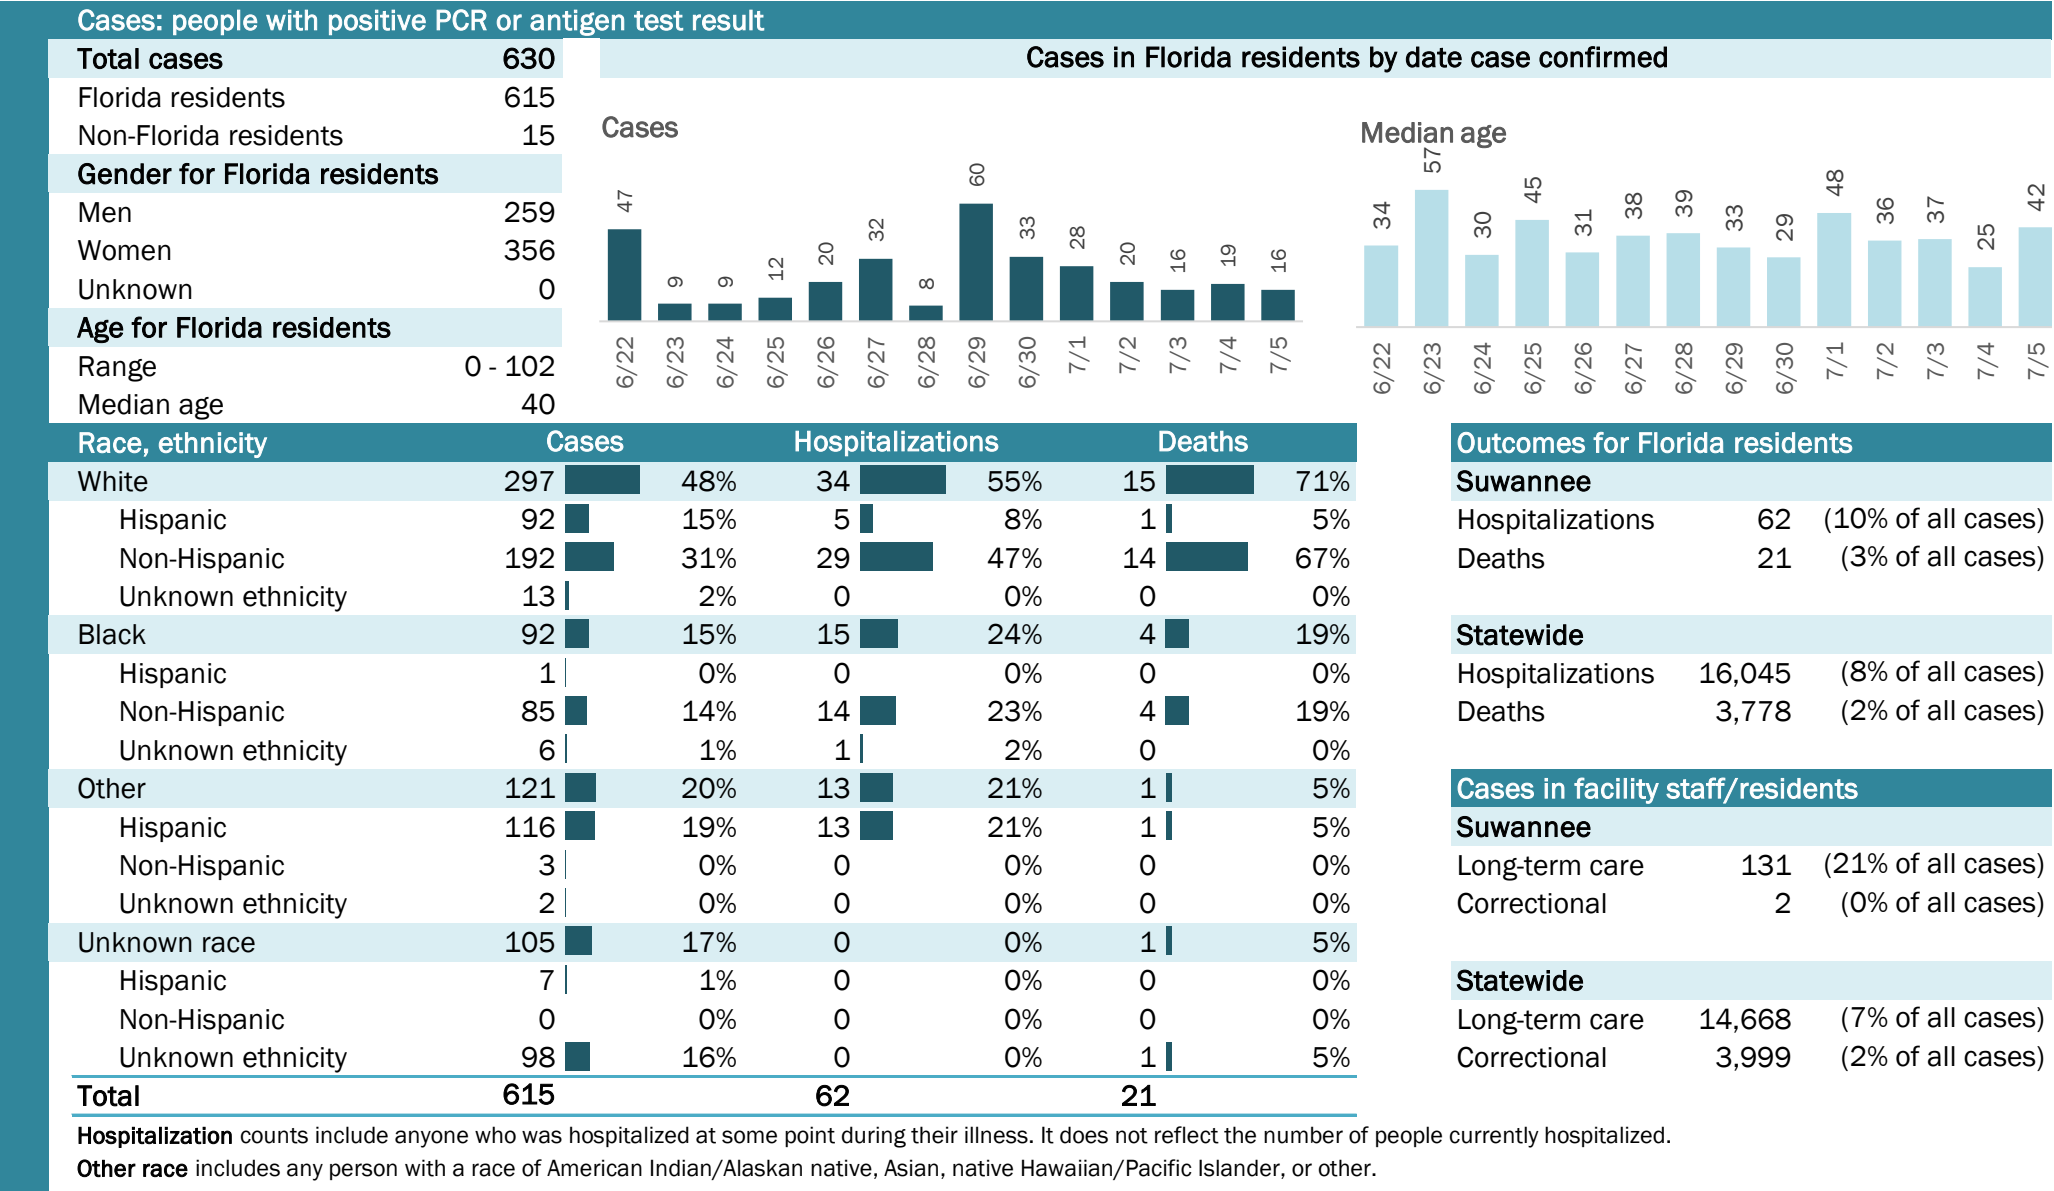 Cases: people with positive PCR or antigen test result
Total cases 630
Florida residents 615
Non-Florida residents 15
Gender for Florida residents
Men 259
Women 356
Unknown 0
Age for Florida residents
Range 0 - 102
Median age 40
Cases in Florida residents by date case confirmed
Cases
47 9 9 12 20 32 8 60 33 28 20 16 19 16
6/22 6/23 6/24 6/25 6/26 6/27 6/28 6/29 6/30 7/1 7/2 7/3 7/4 7/5
Median age
34 57 30 45 31 38 39 33 29 48 36 37 25 42
6/22 6/23 6/24 6/25 6/26 6/27 6/28 6/29 6/30 7/1 7/2 7/3 7/4 7/5
Race, ethnicity Cases Hospitalizations Deaths
White 297 48% 34 55% 15 71%
Hispanic 92 15% 5 8% 1 5%
Non-Hispanic 192 31% 29 47% 14 67%
Unknown ethnicity 13 2% 0 0% 0 0%
Black 92 15% 15 24% 4 19%
Hispanic 1 0% 0 0% 0 0%
Non-Hispanic 85 14% 14 23% 4 19%
Unknown ethnicity 6 1% 1 2% 0 0%
Other 121 20% 13 21% 1 5%
Hispanic 116 19% 13 21% 1 5%
Non-Hispanic 3 0% 0 0% 0 0%
Unknown ethnicity 2 0% 0 0% 0 0%
Unknown race 105 17% 0 0% 1 5%
Hispanic 7 1% 0 0% 0 0%
Non-Hispanic 0 0% 0 0% 0 0%
Unknown ethnicity 98 16% 0 0% 1 5%
Total 615 62 21
Outcomes for Florida residents
Suwannee
Hospitalizations 62 (10% of all cases)
Deaths 21 (3% of all cases)
Statewide
Hospitalizations 16,045 (8% of all cases)
Deaths 3,778 (2% of all cases)
Cases in facility staff/residents
Suwannee
Long-term care 131 (21% of all cases)
Correctional 2 (0% of all cases)
Statewide
Long-term care 14,668 (7% of all cases)
Correctional 3,999 (2% of all cases)
Hospitalization counts include anyone who was hospitalized at some point during their illness. It does not reflect the number of people currently hospitalized.
Other race includes any person with a race of American Indian/Alaskan native, Asian, native Hawaiian/Pacific Islander, or other.